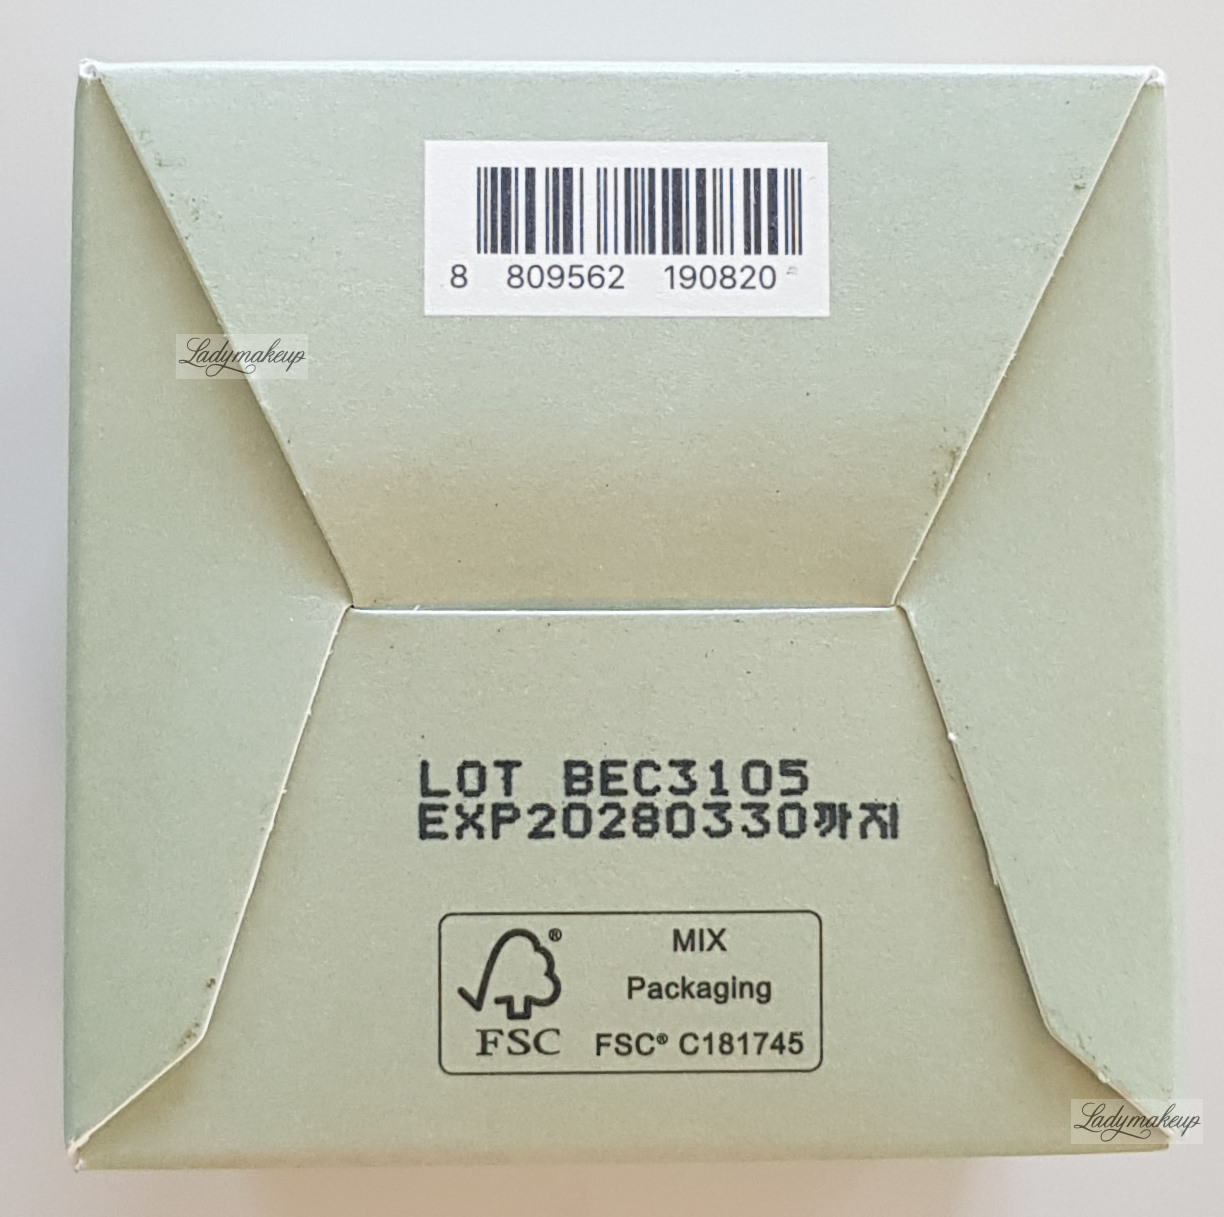 8 809562 190820
Ladymakeup
LOT BEC3105
EXP20280330까지
®
MIX
Packaging
FSC
FSC® C181745
Ladymakeup